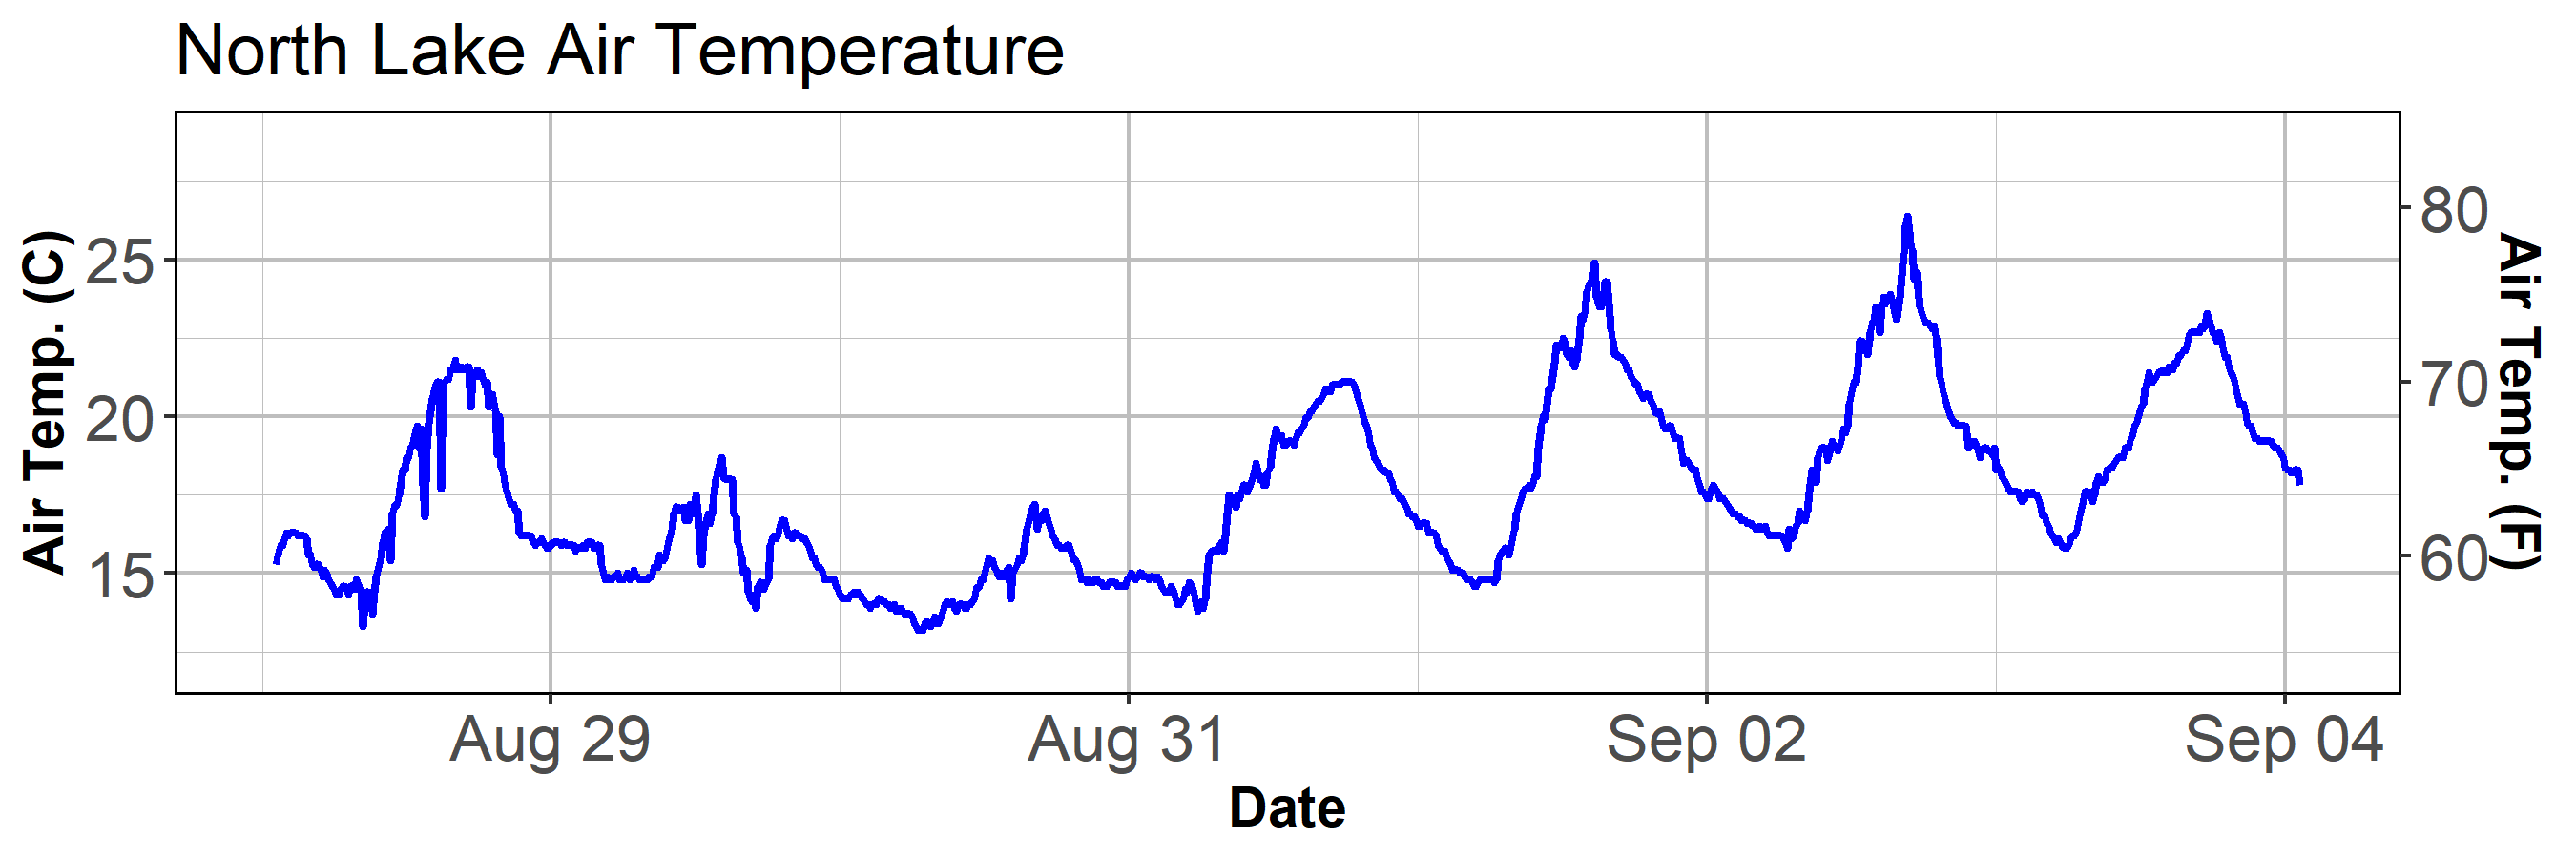 North Lake Air Temperature
Air Temp. (C)
25
20
15
80
70
60
Air Temp. (F)
Aug 29
Aug 31
Sep 02
Sep 04
Date